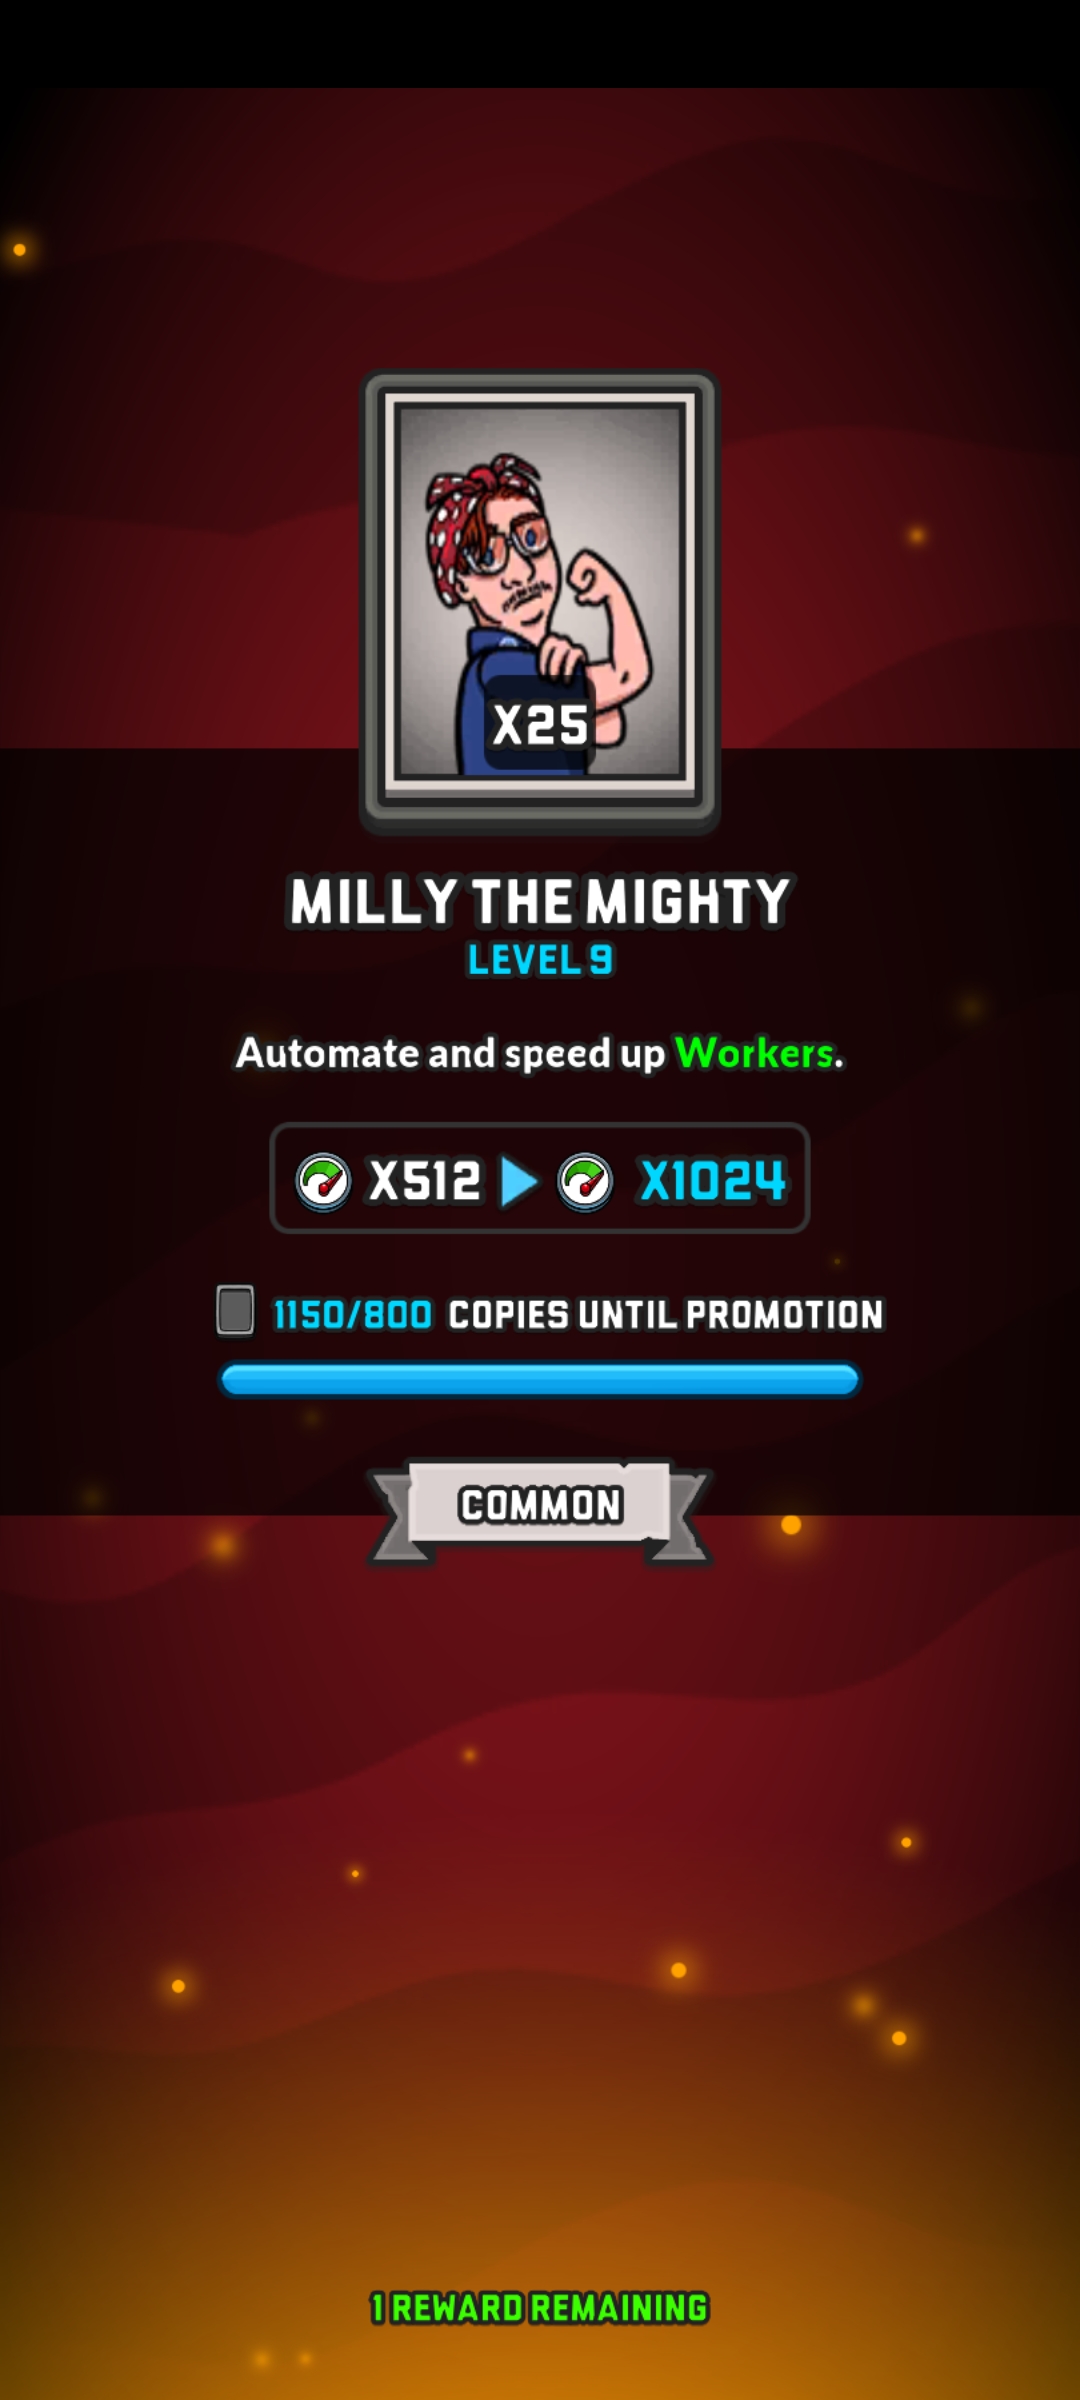 X25
MILLY THE MIGHTY
LEVEL 9
Automate and speed up Workers.
X512 X1024
1150/800 COPIES UNTIL PROMOTION
COMMON
1 REWARD REMAINING